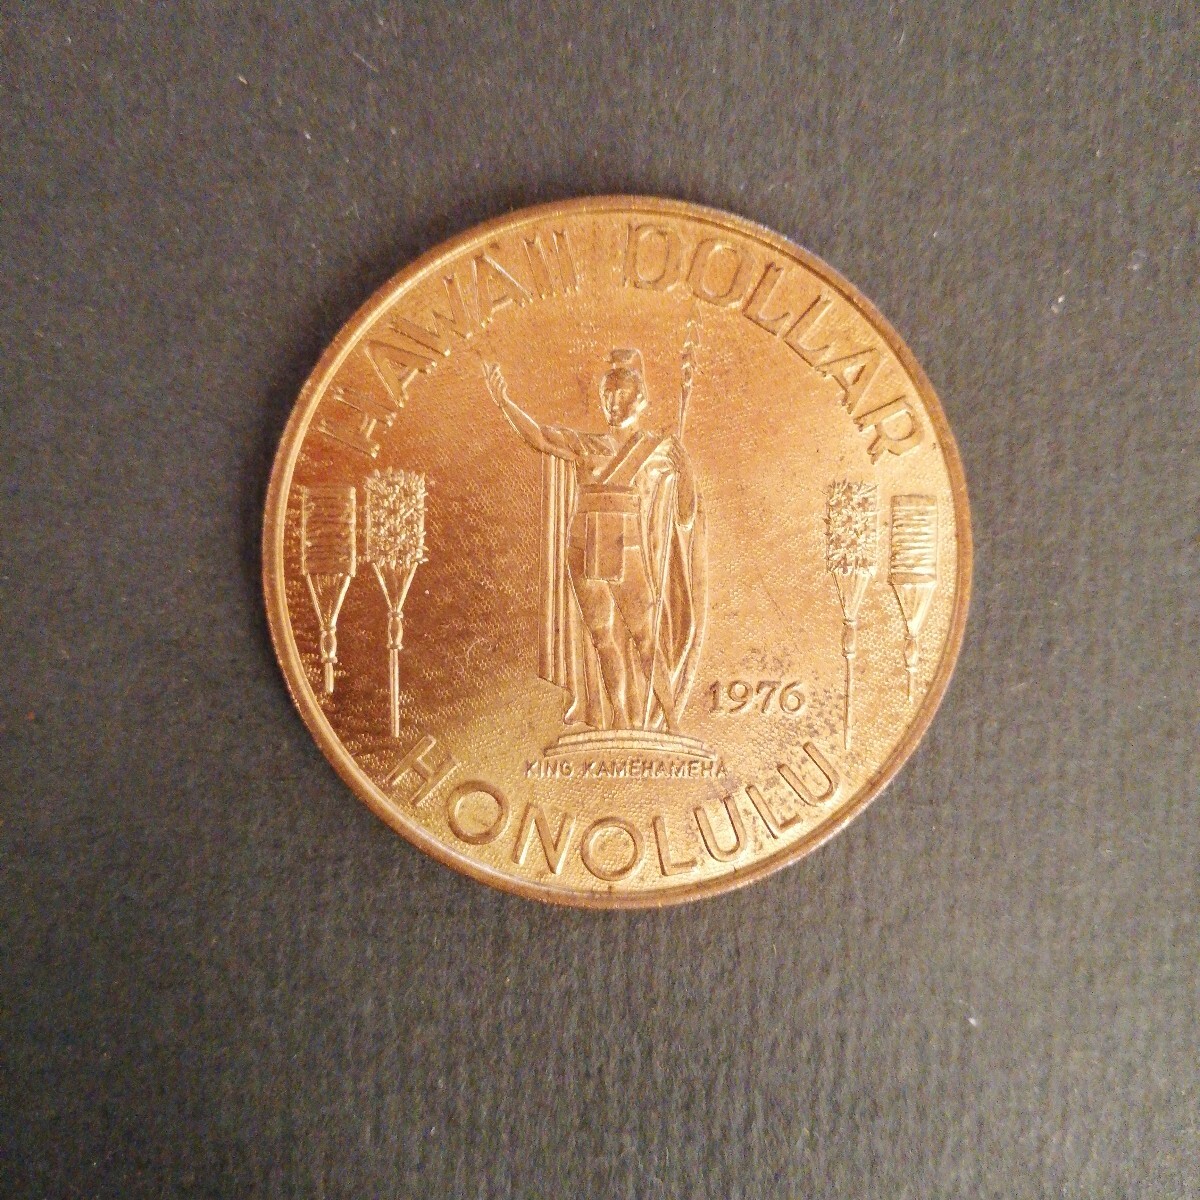 HAWAII DOLLAR
1976
KING KAMEHAMEHA
HONOLULU